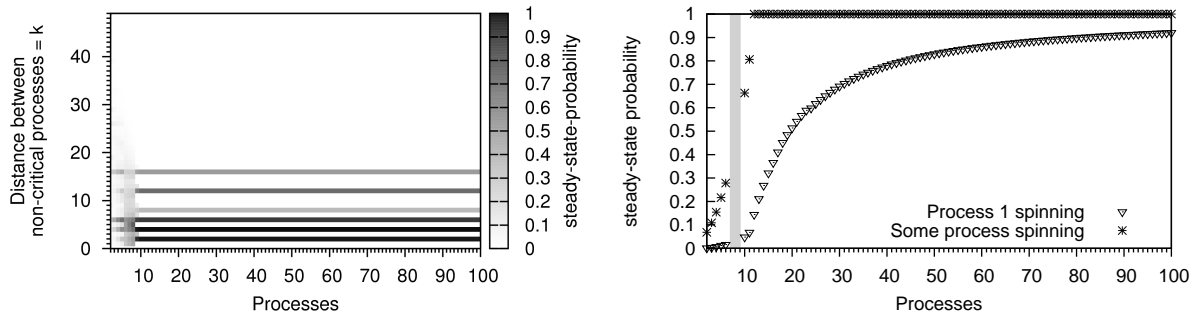 Distance between
non-critical processes = k
40
30
20
10
0
10 20 30 40 50 60 70 80 90 100
Processes
1
0.9
0.8
0.7
0.6
0.5
0.4
0.3
0.2
0.1
0
steady-state-probability
steady-state probability
1
0.9
0.8
0.7
0.6
0.5
0.4
0.3
0.2
0.1
0
Process 1 spinning
Some process spinning
10 20 30 40 50 60 70 80 90 100
Processes